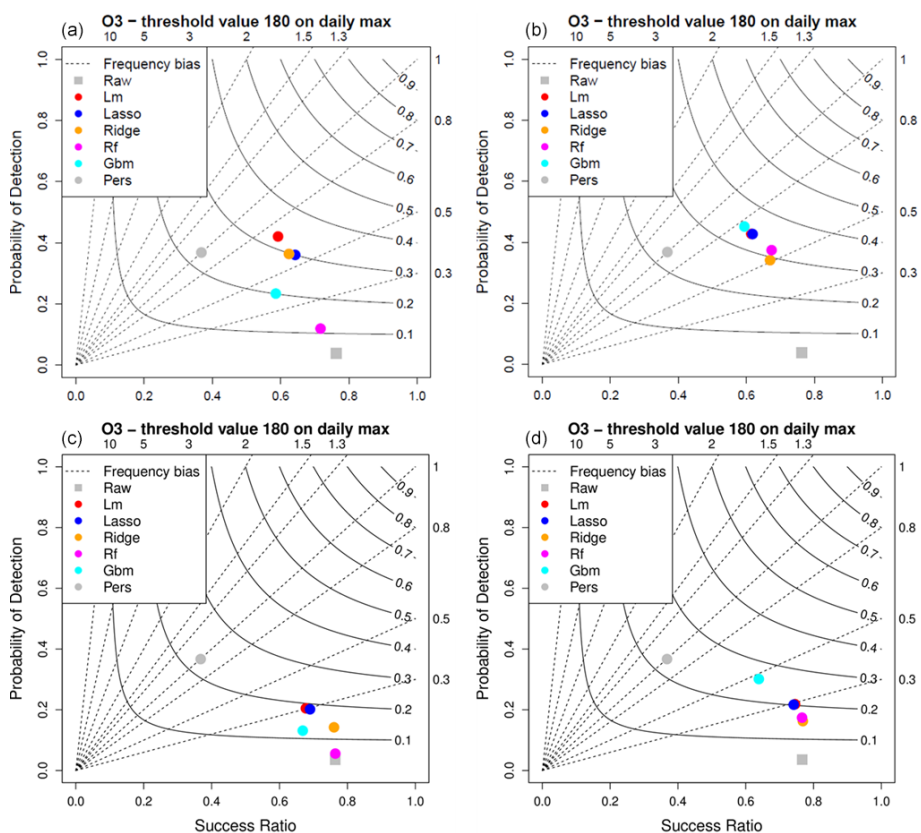 (a) O3 − threshold value 180 on daily max
10 5 3 2 1.5 1.3
Probability of Detection
0.0 0.2 0.4 0.6 0.8 1.0
Frequency bias
Raw
Lm
Lasso
Ridge
Rf
Gbm
Pers
0.9
0.8
0.7
0.6
0.5
0.4
0.3
0.2
0.1
1
0.8
0.5
0.3
0.0 0.2 0.4 0.6 0.8 1.0
(b) O3 − threshold value 180 on daily max
10 5 3 2 1.5 1.3
Probability of Detection
0.0 0.2 0.4 0.6 0.8 1.0
Frequency bias
Raw
Lm
Lasso
Ridge
Rf
Gbm
Pers
0.9
0.8
0.7
0.6
0.5
0.4
0.3
0.2
0.1
1
0.8
0.5
0.3
0.0 0.2 0.4 0.6 0.8 1.0
(c) O3 − threshold value 180 on daily max
10 5 3 2 1.5 1.3
Probability of Detection
0.0 0.2 0.4 0.6 0.8 1.0
Frequency bias
Raw
Lm
Lasso
Ridge
Rf
Gbm
Pers
0.9
0.8
0.7
0.6
0.5
0.4
0.3
0.2
0.1
1
0.8
0.5
0.3
0.0 0.2 0.4 0.6 0.8 1.0
Success Ratio
(d) O3 − threshold value 180 on daily max
10 5 3 2 1.5 1.3
Probability of Detection
0.0 0.2 0.4 0.6 0.8 1.0
Frequency bias
Raw
Lm
Lasso
Ridge
Rf
Gbm
Pers
0.9
0.8
0.7
0.6
0.5
0.4
0.3
0.2
0.1
1
0.8
0.5
0.3
0.0 0.2 0.4 0.6 0.8 1.0
Success Ratio